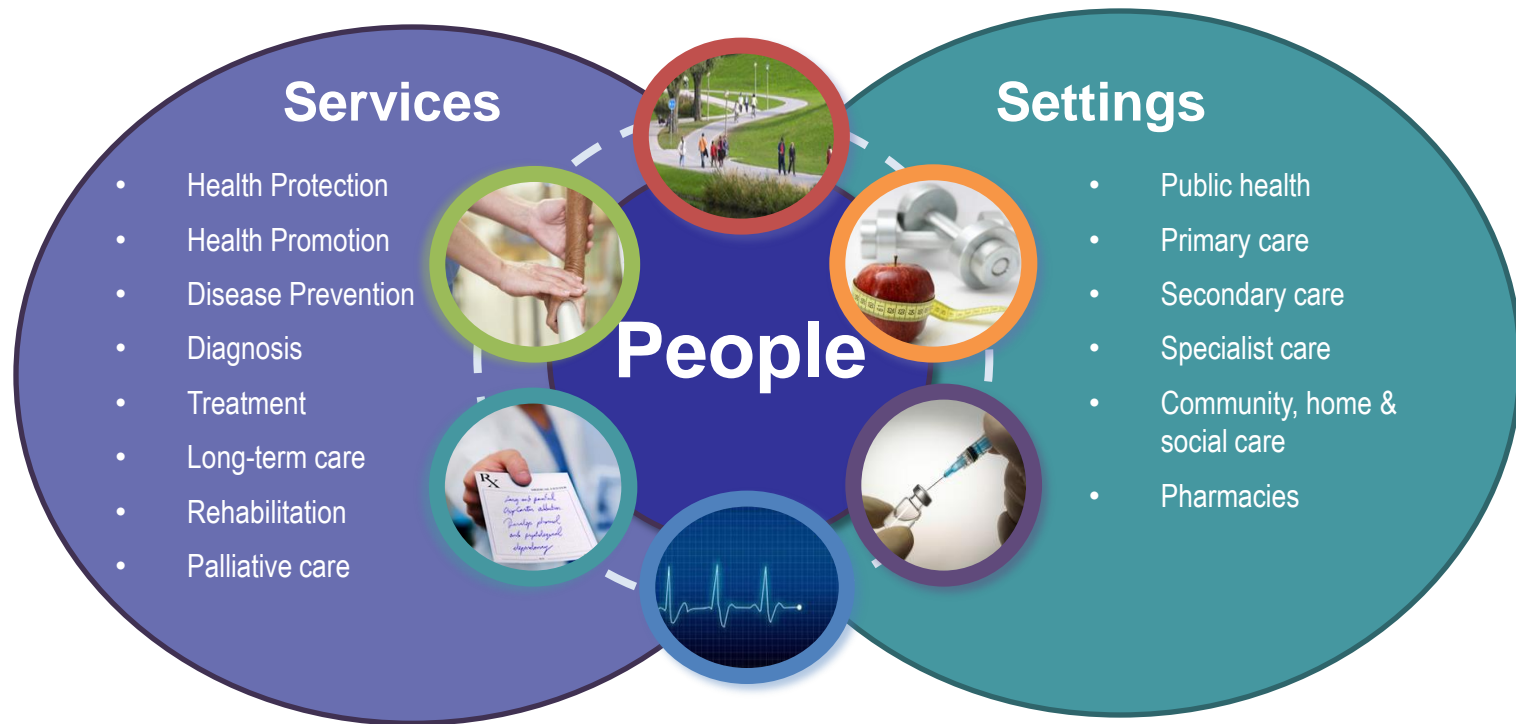 Services
• Health Protection
• Health Promotion
• Disease Prevention
• Diagnosis
• Treatment
• Long-term care
• Rehabilitation
• Palliative care
People
Rx
Settings
• Public health
• Primary care
• Secondary care
• Specialist care
• Community, home &
social care
• Pharmacies